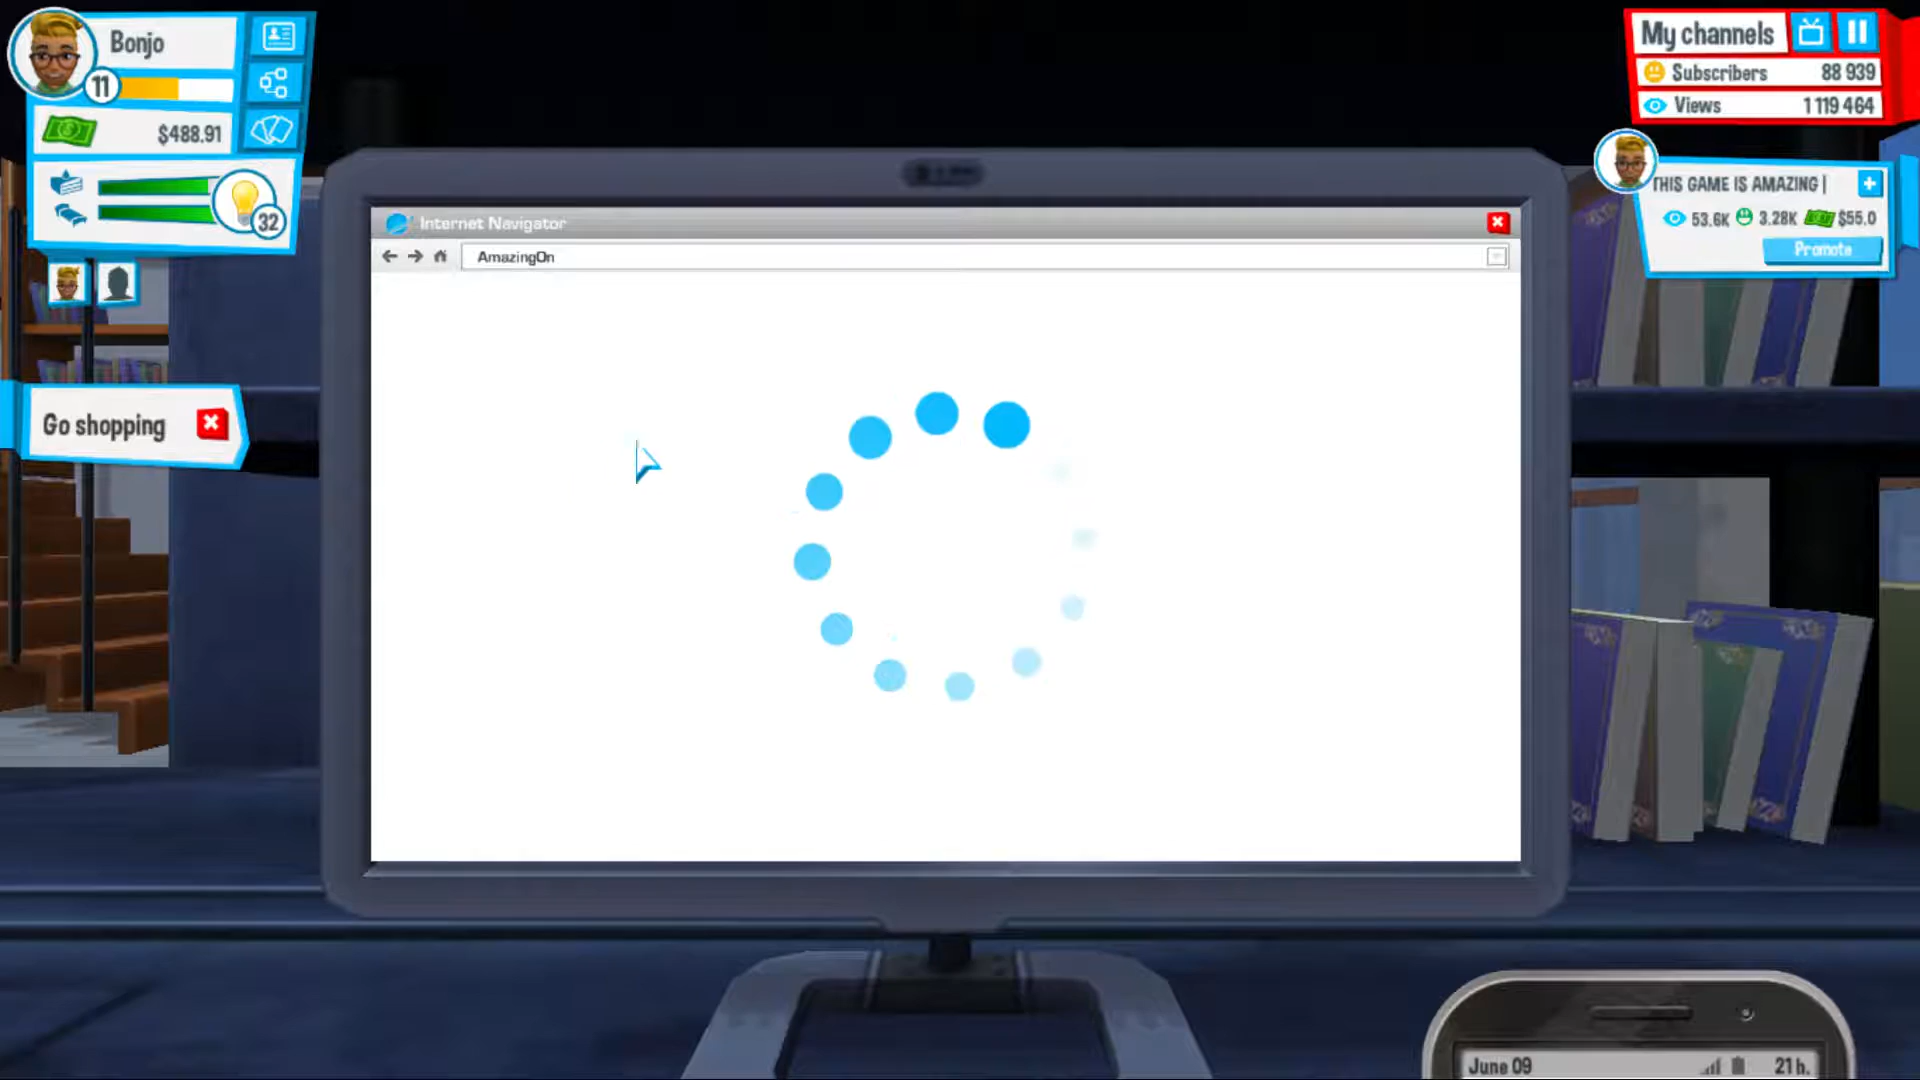 Bonjo
11
$488.91
32
Go shopping
Internet Navigator
AmazingOn
My channels
Subscribers 88 939
Views 1 119 464
THIS GAME IS AMAZING |
53.6K 3.28K $55.0
Promote
June 09 21 h.